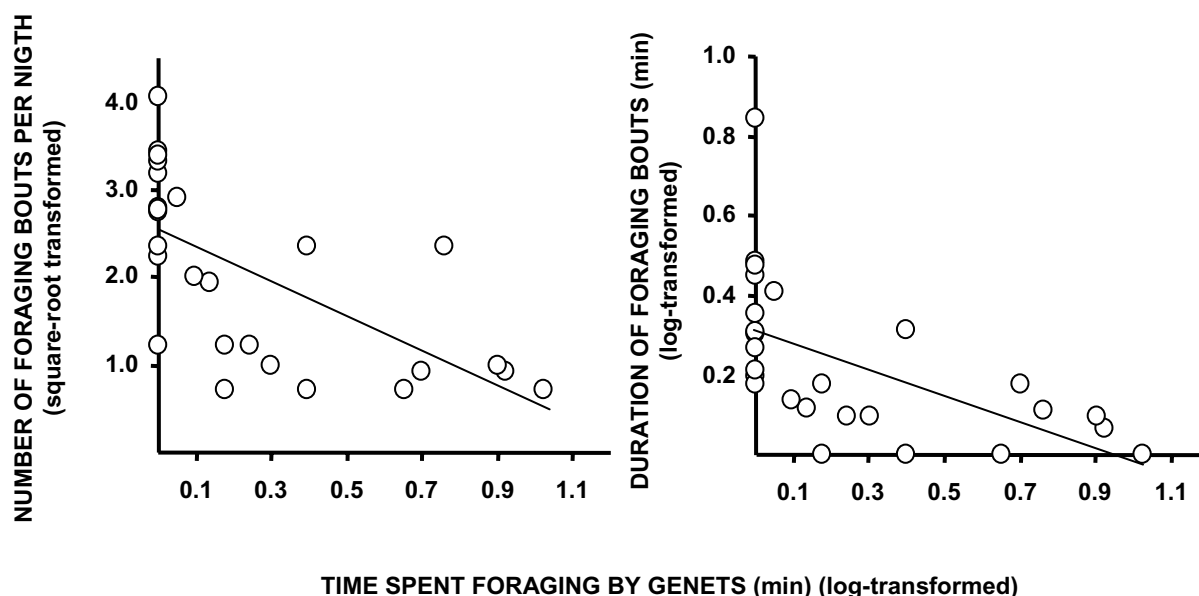 NUMBER OF FORAGING BOUTS PER NIGTH
(square-root transformed)
4.0
3.0
2.0
1.0
0.1 0.3 0.5 0.7 0.9 1.1
DURATION OF FORAGING BOUTS (min)
(log-transformed)
1.0
0.8
0.6
0.4
0.2
0.1 0.3 0.5 0.7 0.9 1.1
TIME SPENT FORAGING BY GENETS (min) (log-transformed)